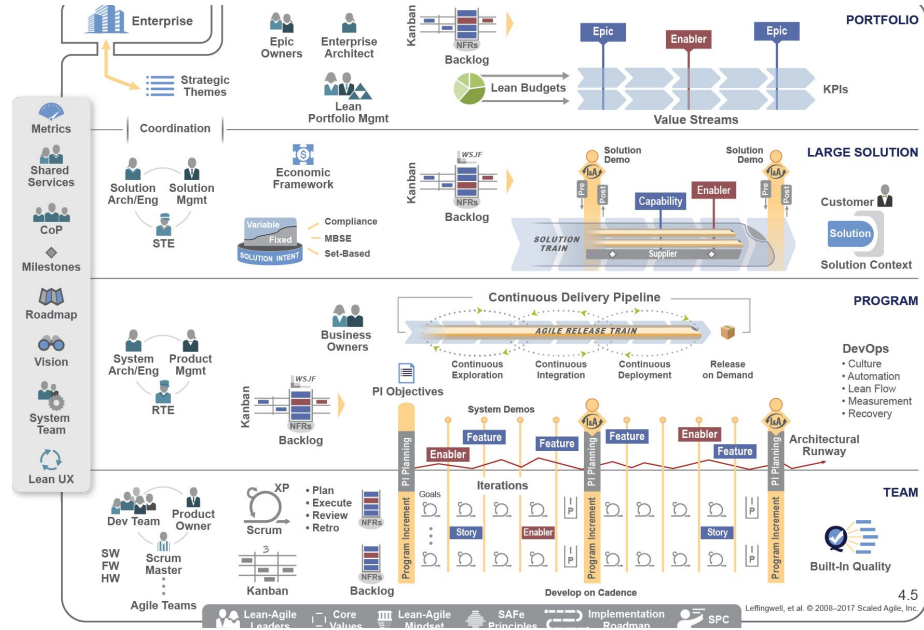 Enterprise
Strategic
Themes
Epic
Owners
Enterprise
Architect
Lean
Portfolio Mgmt
Kanban
NFRs
Backlog
Lean Budgets
Epic
Enabler
Epic
KPIs
Value Streams
PORTFOLIO
Metrics
Shared
Services
CoP
Milestones
Roadmap
Vision
System
Team
Lean UX
Coordination
Solution
Arch/Eng
Solution
Mgmt
STE
Economic
Framework
Variable
Fixed
SOLUTION INTENT
Compliance
MBSE
Set-Based
Kanban
WSJF
NFRs
Backlog
Solution
Demo
I&A
Pre
Post
Capability
Enabler
Solution
Demo
I&A
Pre
Post
SOLUTION
TRAIN
Supplier
LARGE SOLUTION
Customer
Solution
Solution Context
System
Arch/Eng
Product
Mgmt
RTE
Business
Owners
Continuous Delivery Pipeline
AGILE RELEASE TRAIN
Continuous
Exploration
Continuous
Integration
Continuous
Deployment
Release
on Demand
PROGRAM
DevOps
• Culture
• Automation
• Lean Flow
• Measurement
• Recovery
Kanban
WSJF
NFRs
Backlog
PI Objectives
System Demos
PI Planning
Enabler
Feature
Feature
I&A
PI Planning
Feature
Enabler
Feature
I&A
PI Planning
Architectural
Runway
Dev Team
Product
Owner
Scrum
Master
SW
FW
HW
Agile Teams
XP
Scrum
• Plan
• Execute
• Review
• Retro
3
Kanban
NFRs
NFRs
Backlog
Program Increment
Goals
Iterations
Story
Enabler
I P
I P
Program Increment
Story
I P
I P
Program Increment
Develop on Cadence
TEAM
Built-In Quality
4.5
Leffingwell, et al. © 2008–2017 Scaled Agile, Inc.
Lean-Agile
Leaders
Core
Values
Lean-Agile
Mindset
SAFe
Principles
Implementation
Roadmap
SPC